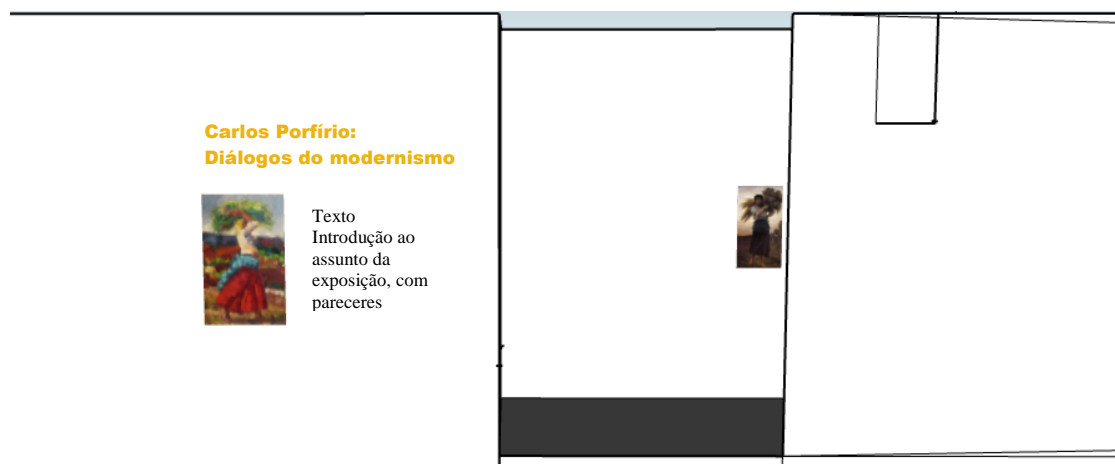 Carlos Porfírio:
Diálogos do modernismo
Texto
Introdução ao
assunto da
exposição, com
pareceres